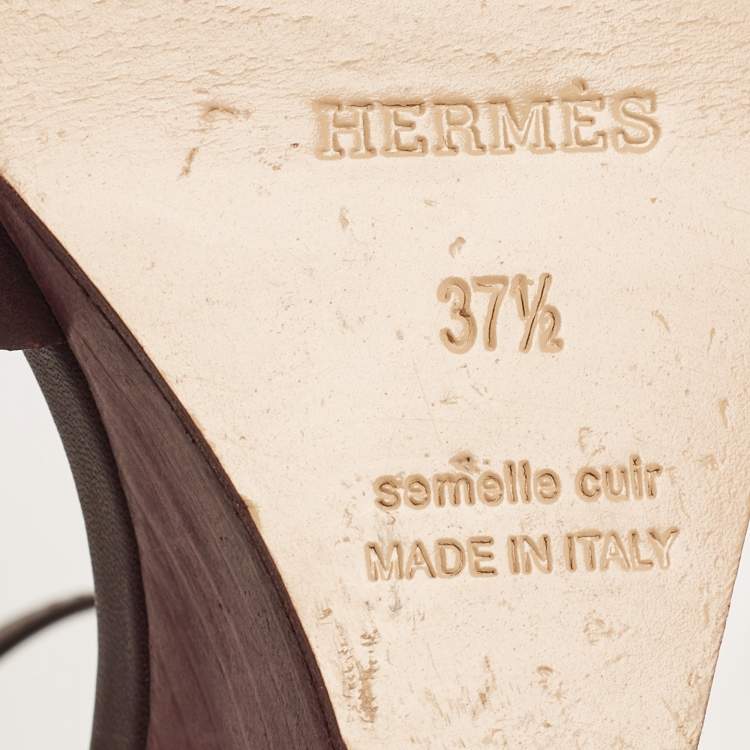 HERMÈS
37½
semelle cuir
MADE IN ITALY